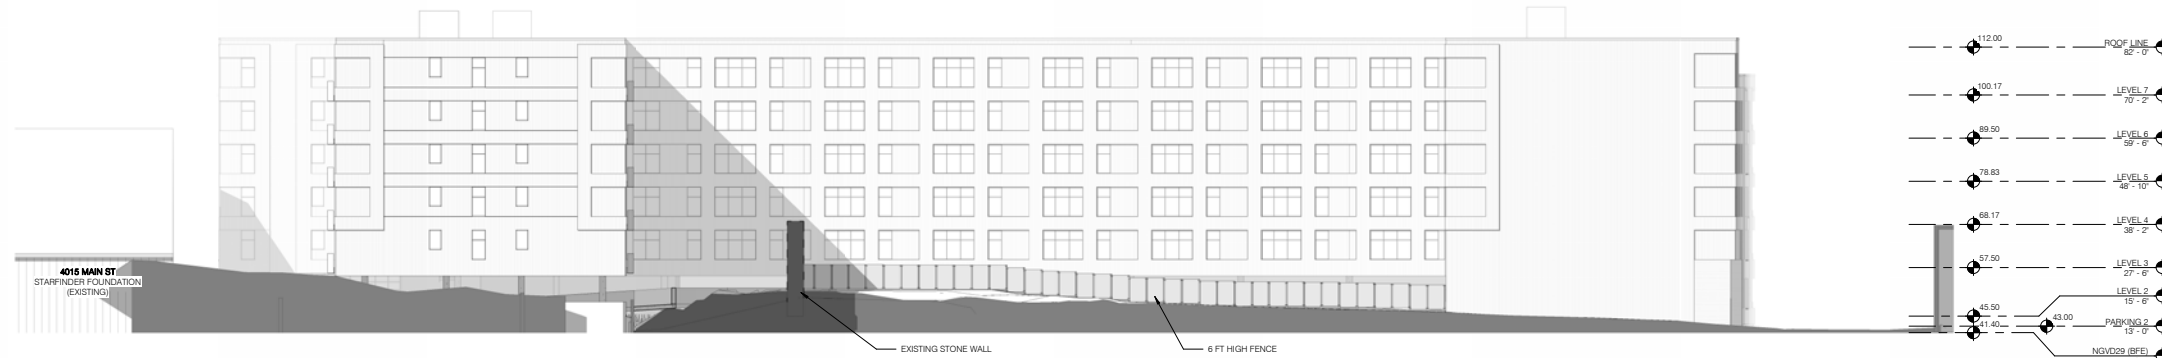 4015 MAIN ST
STARFINDER FOUNDATION
(EXISTING)
EXISTING STONE WALL
6 FT HIGH FENCE
112.00
ROOF LINE
82' - 0"
100.17
LEVEL 7
70' - 2"
89.50
LEVEL 6
59' - 6"
78.83
LEVEL 5
48' - 10"
68.17
LEVEL 4
38' - 2"
57.50
LEVEL 3
27' - 6"
LEVEL 2
15' - 6"
45.50
43.00
PARKING 2
13' - 0"
41.40
NGVD29 (BFE)